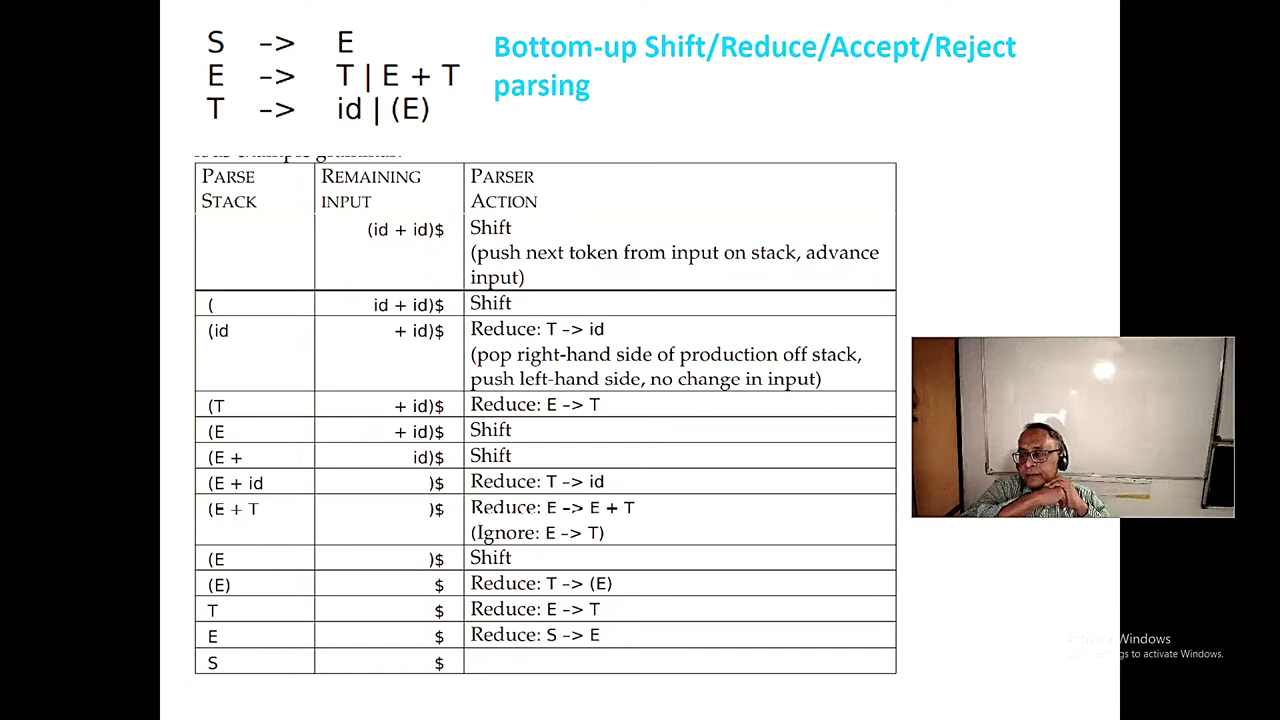 S -> E
E -> T | E + T
T -> id | (E)
Bottom-up Shift/Reduce/Accept/Reject
parsing
PARSE STACK
REMAINING INPUT
PARSER ACTION
(id + id)$ Shift
(push next token from input on stack, advance
input)
( id + id)$ Shift
(id + id)$ Reduce: T -> id
(pop right-hand side of production off stack,
push left-hand side, no change in input)
(T + id)$ Reduce: E -> T
(E + id)$ Shift
(E + id)$ Shift
(E + id )$ Reduce: T -> id
(E + T )$ Reduce: E -> E + T
(Ignore: E -> T)
(E )$ Shift
(E) $ Reduce: T -> (E)
T $ Reduce: E -> T
E $ Reduce: S -> E
S $
Activate Windows
to activate Windows.